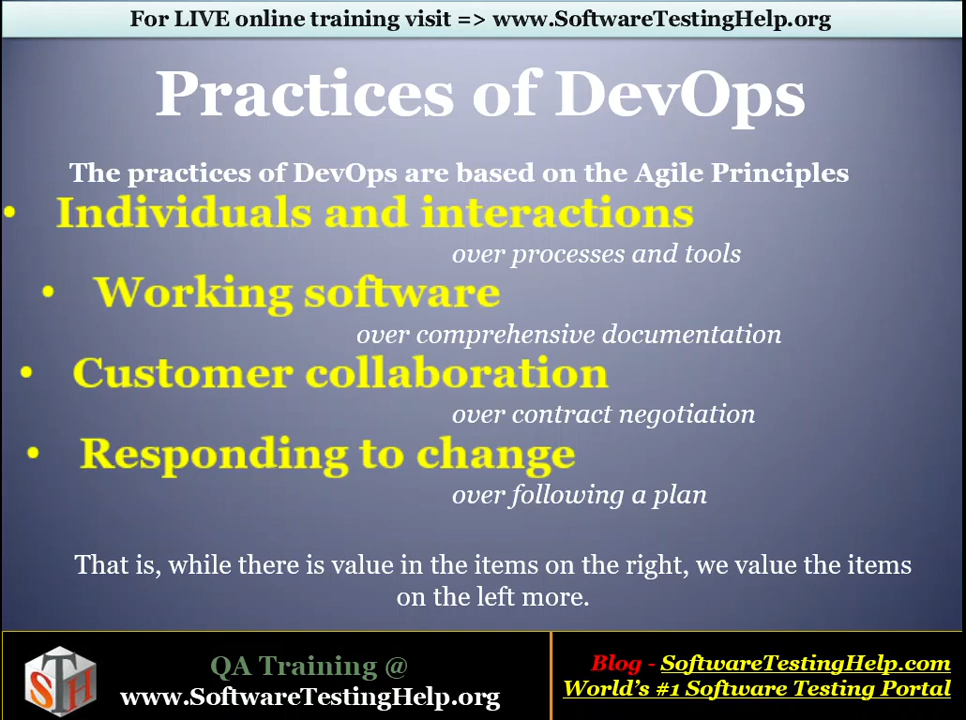 For LIVE online training visit => www.SoftwareTestingHelp.org
Practices of DevOps
The practices of DevOps are based on the Agile Principles
• Individuals and interactions
over processes and tools
• Working software
over comprehensive documentation
• Customer collaboration
over contract negotiation
• Responding to change
over following a plan
That is, while there is value in the items on the right, we value the items
on the left more.
STH
QA Training @
www.SoftwareTestingHelp.org
Blog - SoftwareTestingHelp.com
World's #1 Software Testing Portal